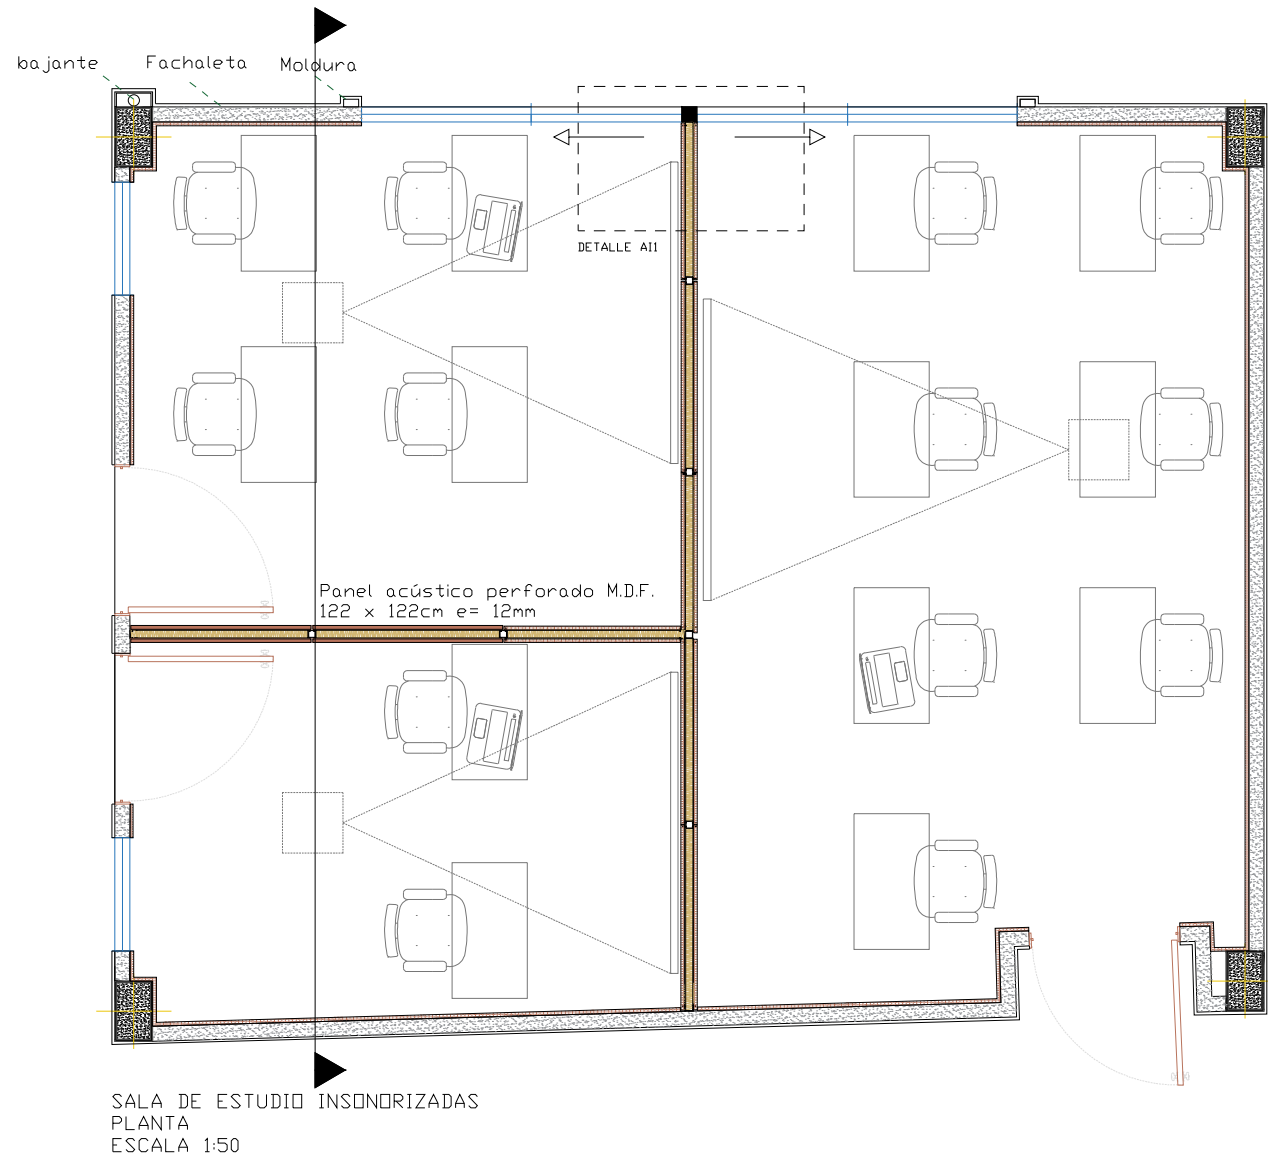 bajante
Fachaleta
Moldura
DETALLE AI1
Panel acústico perforado M.D.F.
122 x 122cm e= 12mm
SALA DE ESTUDIO INSONORIZADAS
PLANTA
ESCALA 1:50